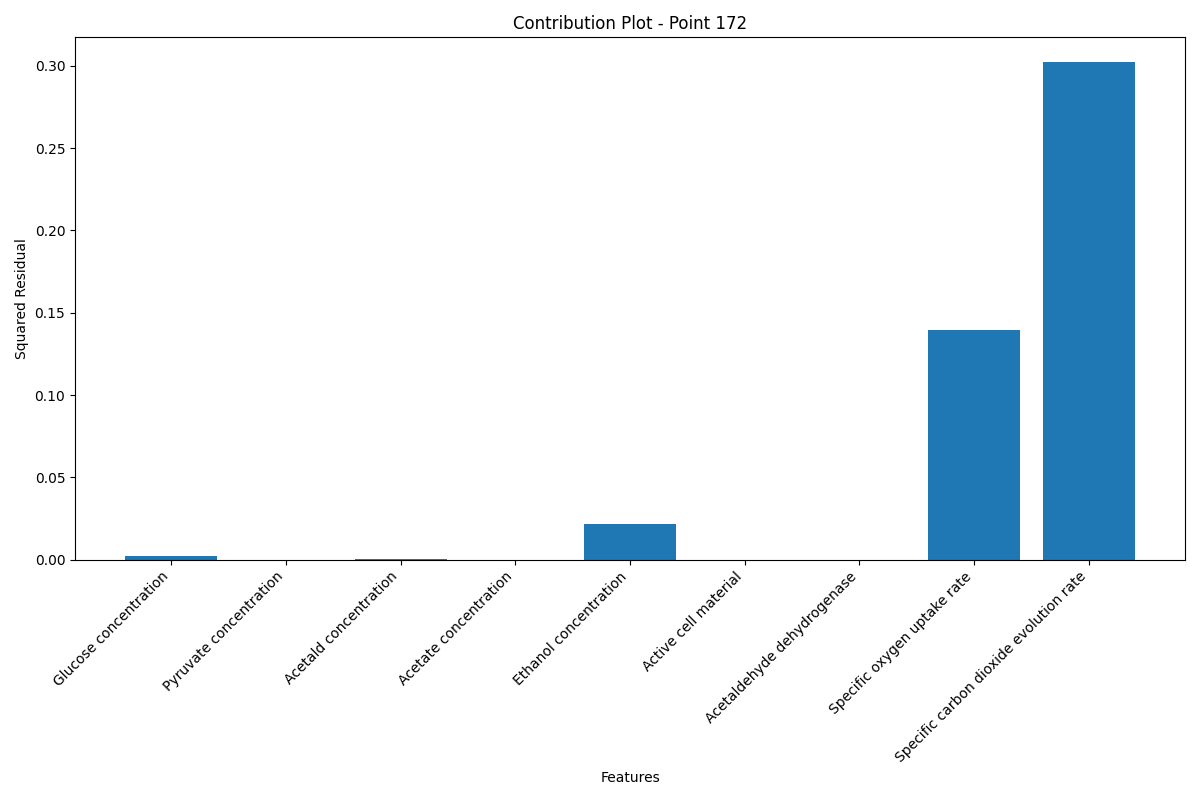 Contribution Plot - Point 172
Squared Residual
0.30
0.25
0.20
0.15
0.10
0.05
0.00
Glucose concentration
Pyruvate concentration
Acetald concentration
Acetate concentration
Ethanol concentration
Active cell material
Acetaldehyde dehydrogenase
Specific oxygen uptake rate
Specific carbon dioxide evolution rate
Features